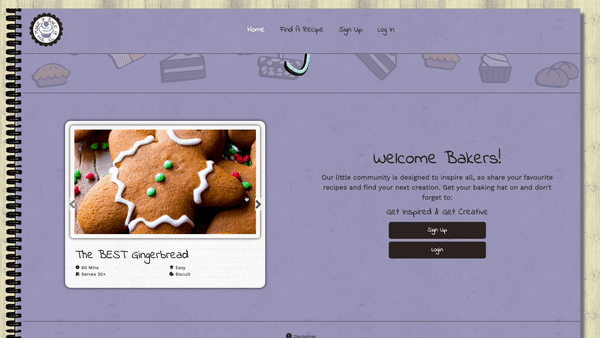 Home Find A Recipe Sign Up Log In
Welcome Bakers!
Our little community is designed to inspire all, so share your favourite
recipes and find your next creation. Get your baking hat on and don't
forget to:
Get Inspired & Get Creative
Sign Up
Login
The BEST Gingerbread
60 Mins Easy
Serves 20+ Biscuit
Disclaimer